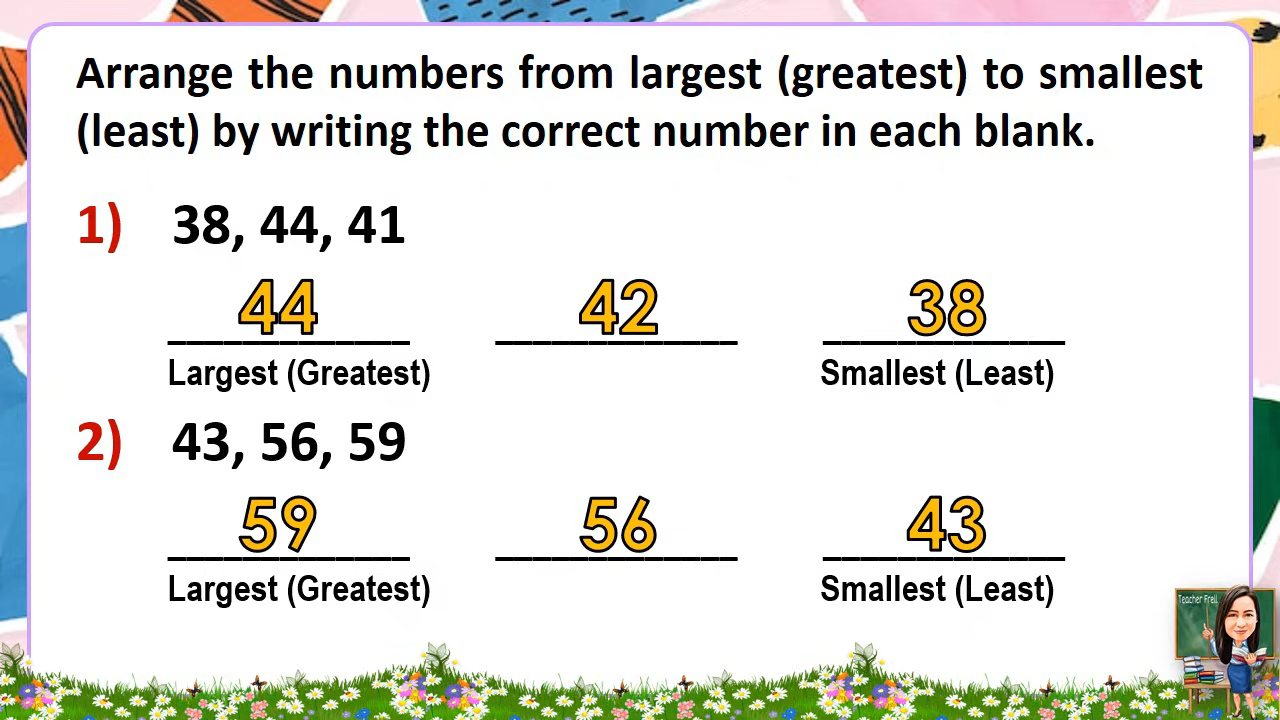 Arrange the numbers from largest (greatest) to smallest
(least) by writing the correct number in each blank.
1) 38, 44, 41
44 42 38
Largest (Greatest) Smallest (Least)
2) 43, 56, 59
59 56 43
Largest (Greatest) Smallest (Least)
Teacher Frell